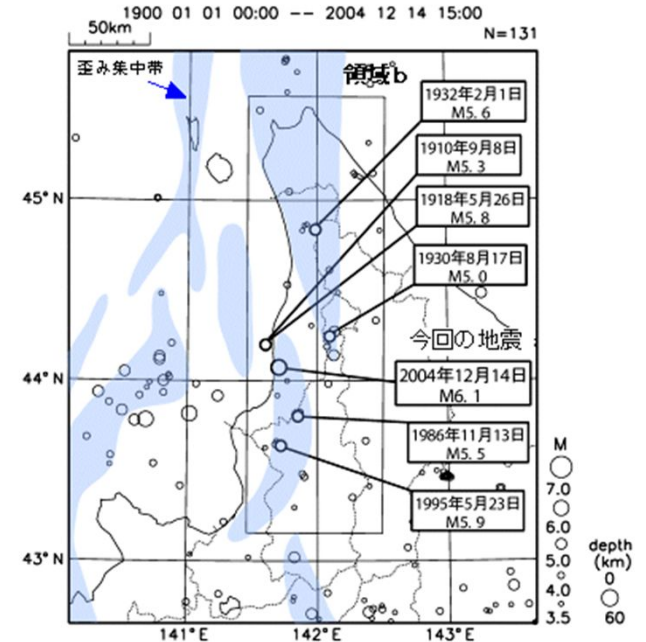 1900 01 01 00:00 -- 2004 12 14 15:00
50km
N=131
歪み集中帯
領域b
1932年2月1日
M5.6
1910年9月8日
M5.3
1918年5月26日
M5.8
1930年8月17日
M5.0
今回の地震
2004年12月14日
M6.1
1986年11月13日
M5.5
1995年5月23日
M5.9
45°N
44°N
43°N
141°E
142°E
143°E
M
7.0
6.0
5.0
4.0
3.5
depth
(km)
0
60